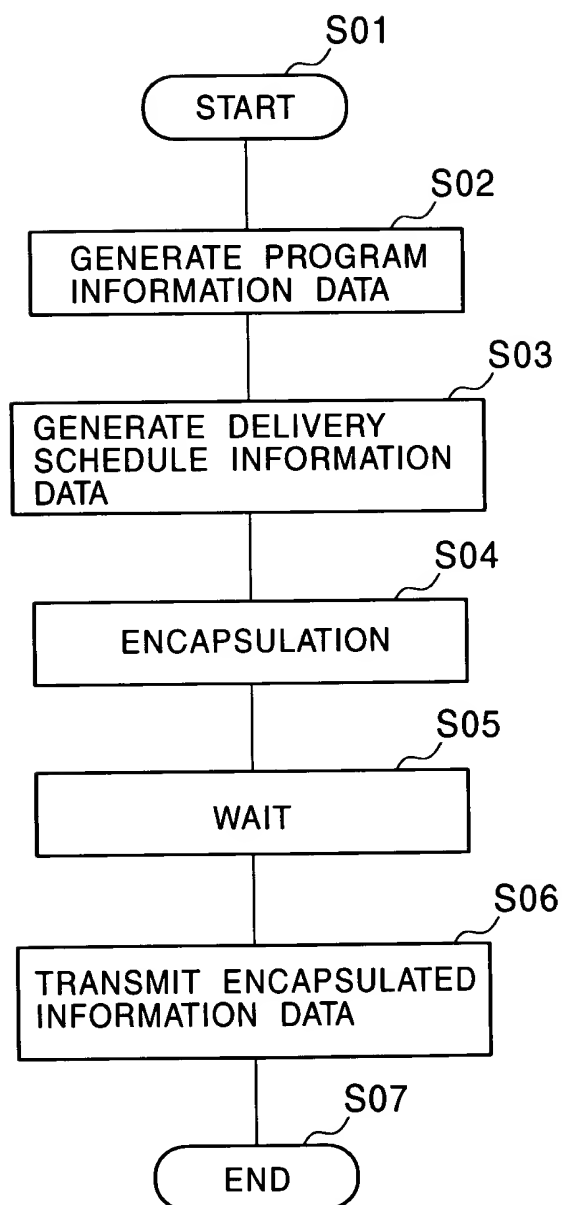 S01
START
S02
GENERATE PROGRAM
INFORMATION DATA
S03
GENERATE DELIVERY
SCHEDULE INFORMATION
DATA
S04
ENCAPSULATION
S05
WAIT
S06
TRANSMIT ENCAPSULATED
INFORMATION DATA
S07
END